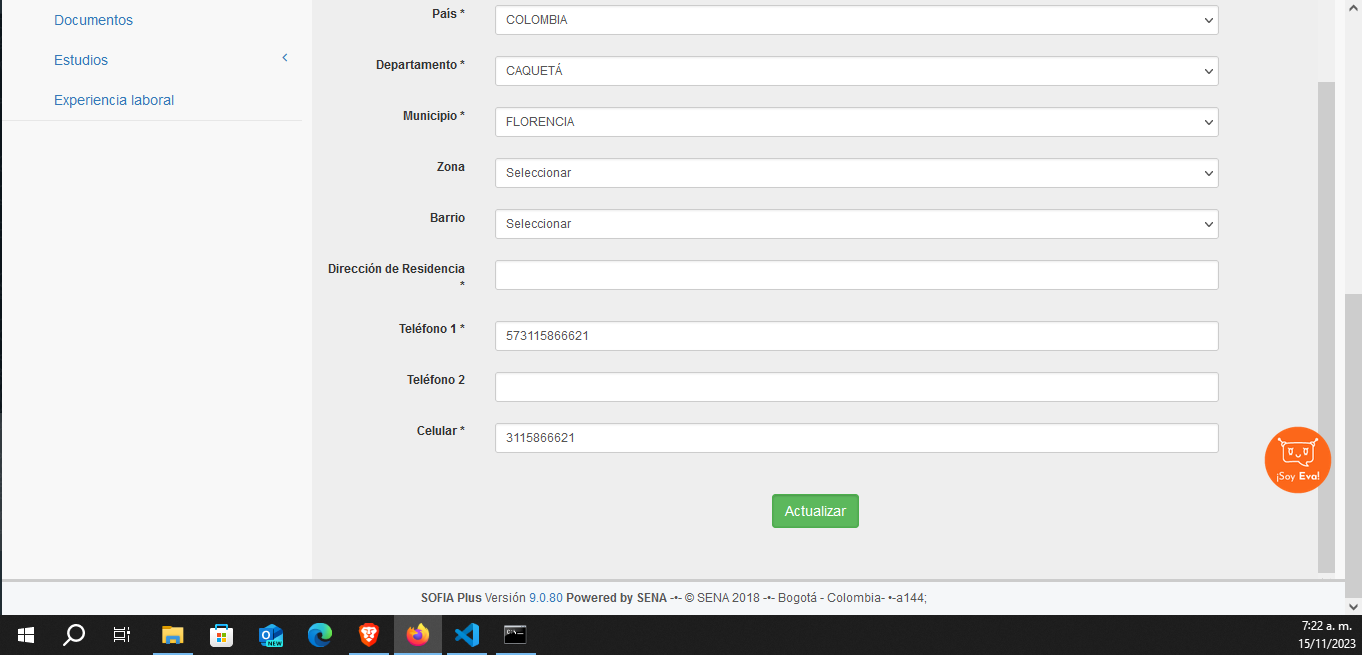 Documentos
Estudios
Experiencia laboral
País *
COLOMBIA
Departamento *
CAQUETÁ
Municipio *
FLORENCIA
Zona
Seleccionar
Barrio
Seleccionar
Dirección de Residencia
*
Teléfono 1 *
573115866621
Teléfono 2
Celular *
3115866621
¡Soy Eva!
Actualizar
SOFIA Plus Versión 9.0.80 Powered by SENA -•- © SENA 2018 -•- Bogotá - Colombia- •-a144;
NEW
7:22 a. m.
15/11/2023